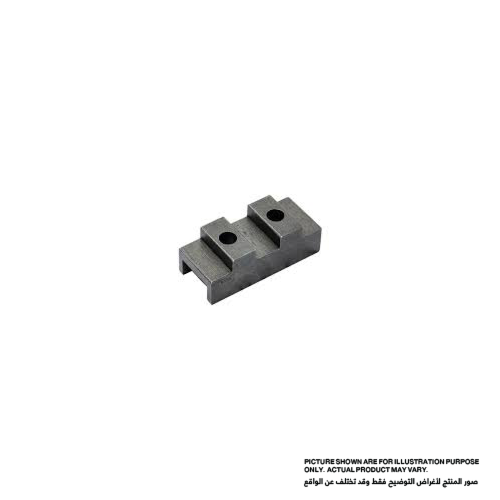 PICTURE SHOWN ARE FOR ILLUSTRATION PURPOSE
ONLY. ACTUAL PRODUCT MAY VARY.
صور المنتج لأغراض التوضيح فقط وقد تختلف عن الواقع